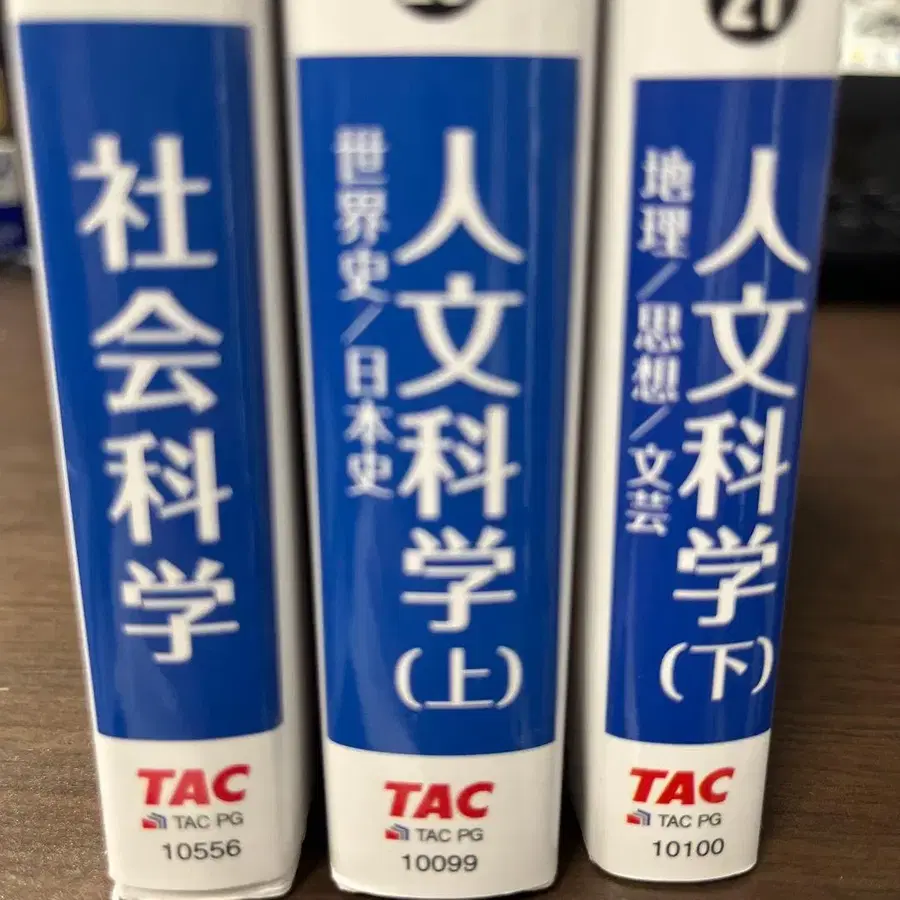 社会科学
TAC
TAC PG
10556
世界史/日本史
人文科学(上)
TAC
TAC PG
10099
21
地理/思想/文芸
人文科学(下)
TAC
TAC PG
10100